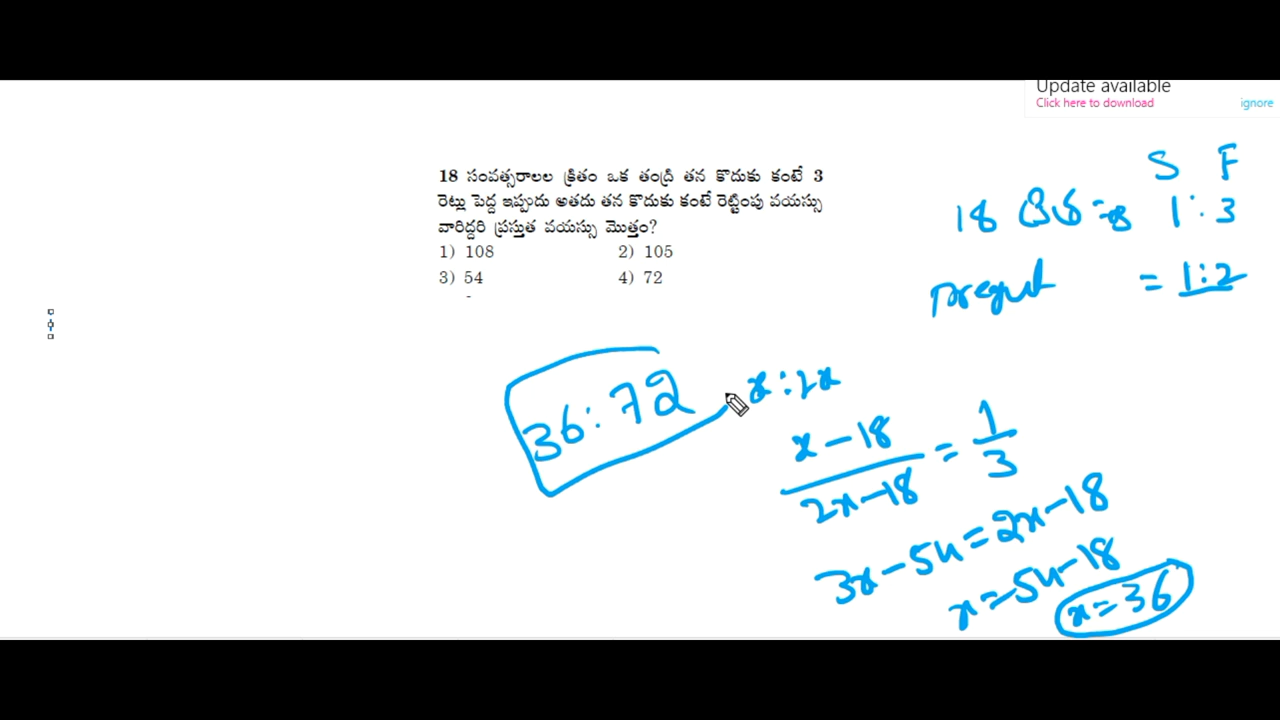 Update available
Click here to download ignore
18 సంవత్సరాలల క్రితం ఒక తండ్రి తన కొడుకు కంటే 3
రెట్లు పెద్ద ఇప్పుడు అతడు తన కొడుకు కంటే రెట్టింపు వయస్సు
వారిద్దరి ప్రస్తుత వయస్సు మొత్తం?
1) 108 2) 105
3) 54 4) 72
S F
18 = 1:3
= 1:2
36:72
x:2x
x-18/2x-18 = 1/3
3x-54=2x-18
x=54-18
x=36